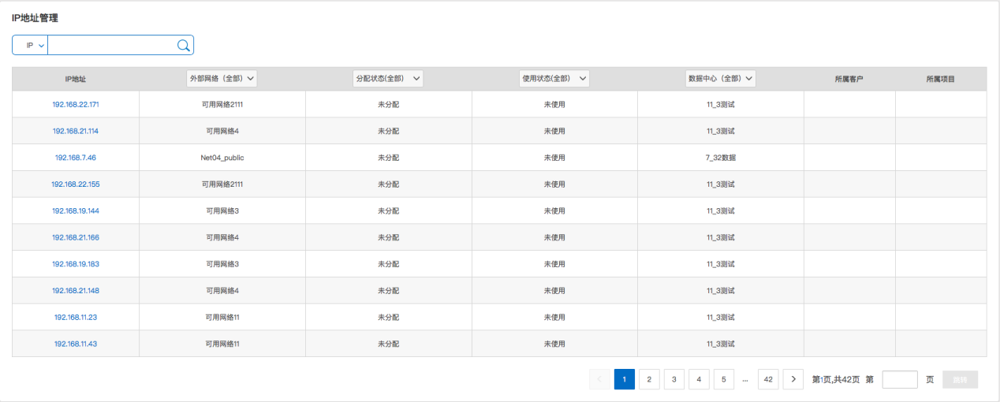 IP地址管理
IP
IP地址 外部网络（全部） 分配状态(全部) 使用状态(全部) 数据中心（全部） 所属客户 所属项目
192.168.22.171 可用网络2111 未分配 未使用 11_3测试
192.168.21.114 可用网络4 未分配 未使用 11_3测试
192.168.7.46 Net04_public 未分配 未使用 7_32数据
192.168.22.155 可用网络2111 未分配 未使用 11_3测试
192.168.19.144 可用网络3 未分配 未使用 11_3测试
192.168.21.166 可用网络4 未分配 未使用 11_3测试
192.168.19.183 可用网络3 未分配 未使用 11_3测试
192.168.21.148 可用网络4 未分配 未使用 11_3测试
192.168.11.23 可用网络11 未分配 未使用 11_3测试
192.168.11.43 可用网络11 未分配 未使用 11_3测试
< 1 2 3 4 5 ... 42 > 第1页,共42页 第 页 跳转